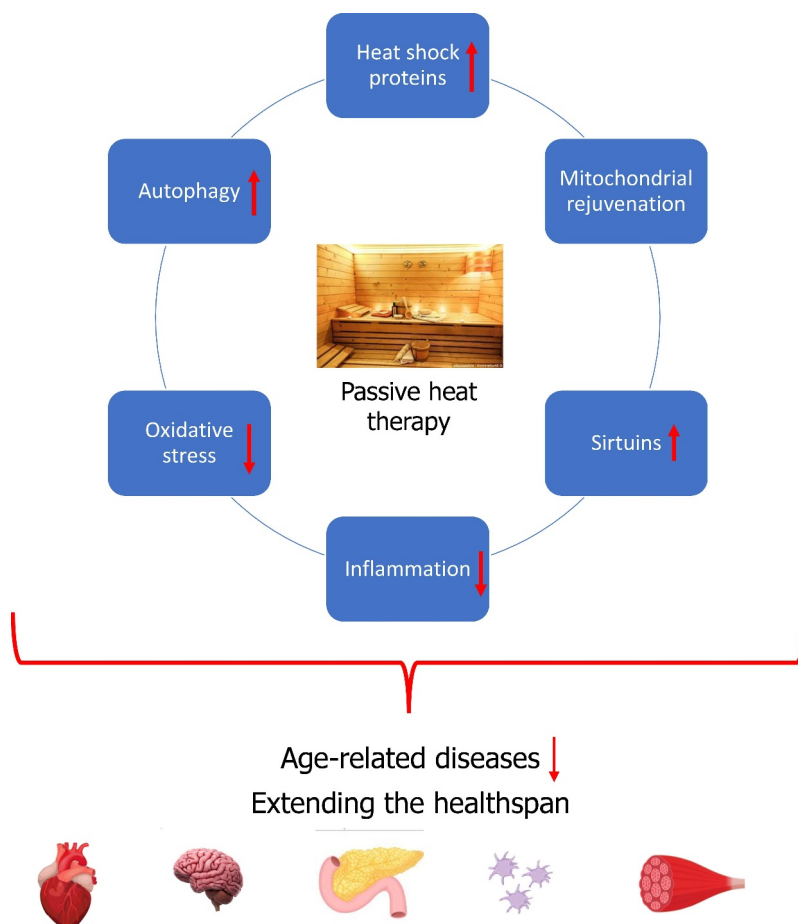 Heat shock
proteins
Autophagy
Mitochondrial
rejuvenation
Passive heat
therapy
Oxidative
stress
Sirtuins
Inflammation
Age-related diseases
Extending the healthspan